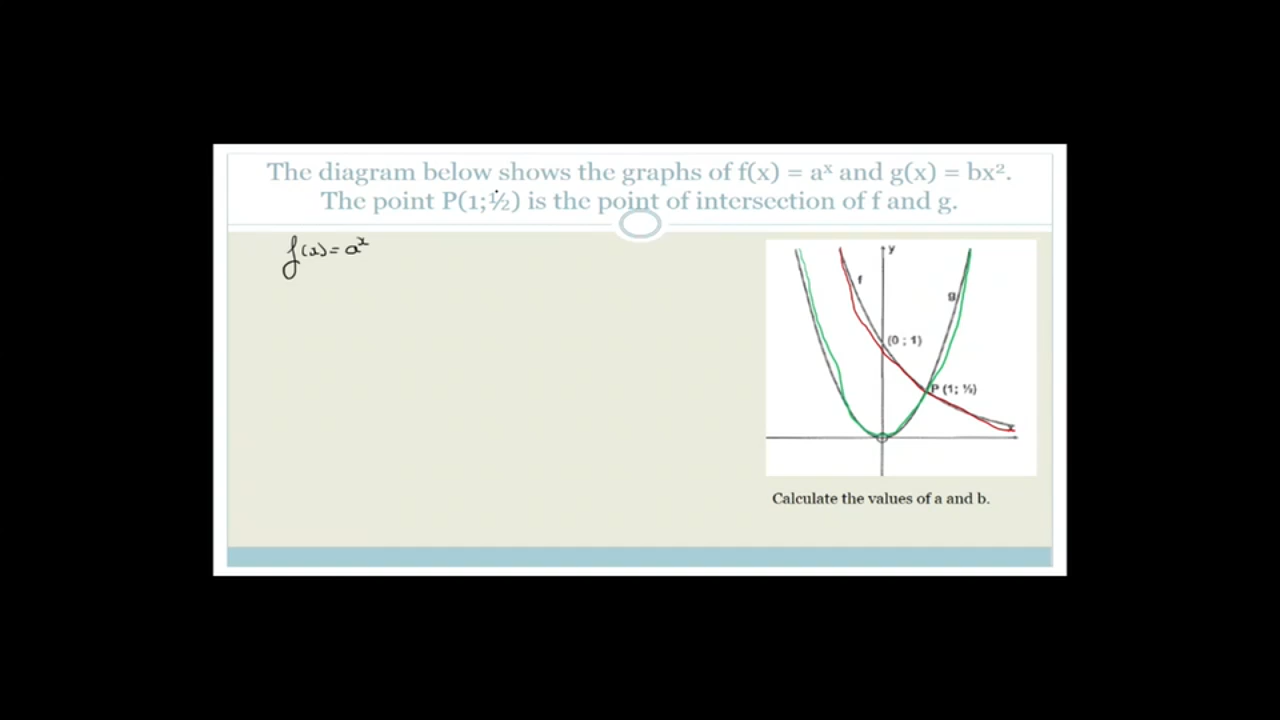 The diagram below shows the graphs of f(x) = aˣ and g(x) = bx².
The point P(1;½) is the point of intersection of f and g.
f(x) = aˣ
y
f
g
(0 ; 1)
P (1; ½)
x
Calculate the values of a and b.